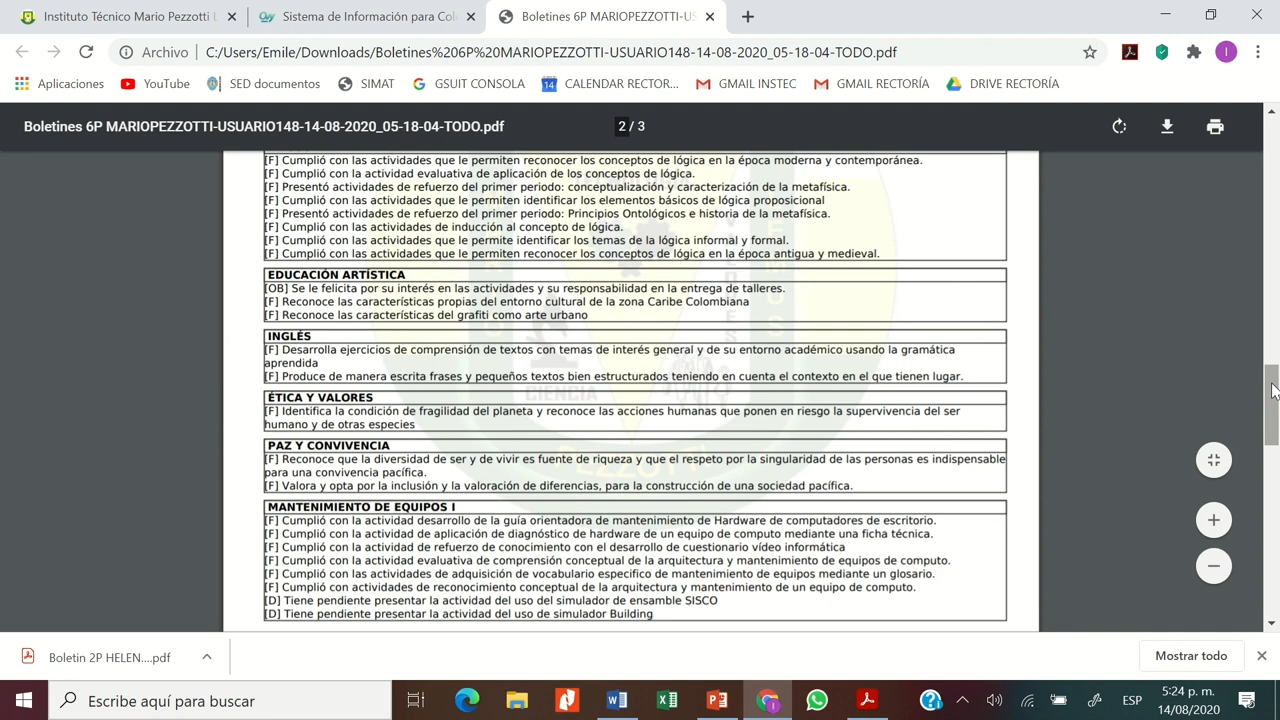 Instituto Técnico Mario Pezzotti
Sistema de Información para Col
Boletines 6P MARIOPEZZOTTI-US
Archivo
C:/Users/Emile/Downloads/Boletines%206P%20MARIOPEZZOTTI-USUARIO148-14-08-2020_05-18-04-TODO.pdf
Aplicaciones YouTube SED documentos SIMAT GSUIT CONSOLA CALENDAR RECTOR... GMAIL INSTEC GMAIL RECTORÍA DRIVE RECTORÍA
Boletines 6P MARIOPEZZOTTI-USUARIO148-14-08-2020_05-18-04-TODO.pdf
2 / 3
[F] Cumplió con las actividades que le permiten reconocer los conceptos de lógica en la época moderna y contemporánea.
[F] Cumplió con la actividad evaluativa de aplicación de los conceptos de lógica.
[F] Presentó actividades de refuerzo del primer periodo: conceptualización y caracterización de la metafísica.
[F] Cumplió con las actividades que le permiten identificar los elementos básicos de lógica proposicional
[F] Presentó actividades de refuerzo del primer periodo: Principios Ontológicos e historia de la metafísica.
[F] Cumplió con las actividades de inducción al concepto de lógica.
[F] Cumplió con las actividades que le permite identificar los temas de la lógica informal y formal.
[F] Cumplió con las actividades que le permiten reconocer los conceptos de lógica en la época antigua y medieval.
EDUCACIÓN ARTÍSTICA
[OB] Se le felicita por su interés en las actividades y su responsabilidad en la entrega de talleres.
[F] Reconoce las características propias del entorno cultural de la zona Caribe Colombiana
[F] Reconoce las características del grafiti como arte urbano
INGLÉS
[F] Desarrolla ejercicios de comprensión de textos con temas de interés general y de su entorno académico usando la gramática
aprendida
[F] Produce de manera escrita frases y pequeños textos bien estructurados teniendo en cuenta el contexto en el que tienen lugar.
CIENCIA
ÉTICA Y VALORES
[F] Identifica la condición de fragilidad del planeta y reconoce las acciones humanas que ponen en riesgo la supervivencia del ser
humano y de otras especies
PAZ Y CONVIVENCIA
[F] Reconoce que la diversidad de ser y de vivir es fuente de riqueza y que el respeto por la singularidad de las personas es indispensable
para una convivencia pacífica.
[F] Valora y opta por la inclusión y la valoración de diferencias, para la construcción de una sociedad pacífica.
MANTENIMIENTO DE EQUIPOS I
[F] Cumplió con la actividad desarrollo de la guía orientadora de mantenimiento de Hardware de computadores de escritorio.
[F] Cumplió con la actividad de aplicación de diagnóstico de hardware de un equipo de computo mediante una ficha técnica.
[F] Cumplió con la actividad de refuerzo de conocimiento con el desarrollo de cuestionario vídeo informática
[F] Cumplió con la actividad evaluativa de comprensión conceptual de la arquitectura y mantenimiento de equipos de computo.
[F] Cumplió con las actividades de adquisición de vocabulario especifico de mantenimiento de equipos mediante un glosario.
[F] Cumplió con actividades de reconocimiento conceptual de la arquitectura y mantenimiento de un equipo de computo.
[D] Tiene pendiente presentar la actividad del uso del simulador de ensamble SISCO
[D] Tiene pendiente presentar la actividad del uso de simulador Building
Boletin 2P HELEN....pdf
Mostrar todo
Escribe aquí para buscar
ESP
5:24 p. m.
14/08/2020